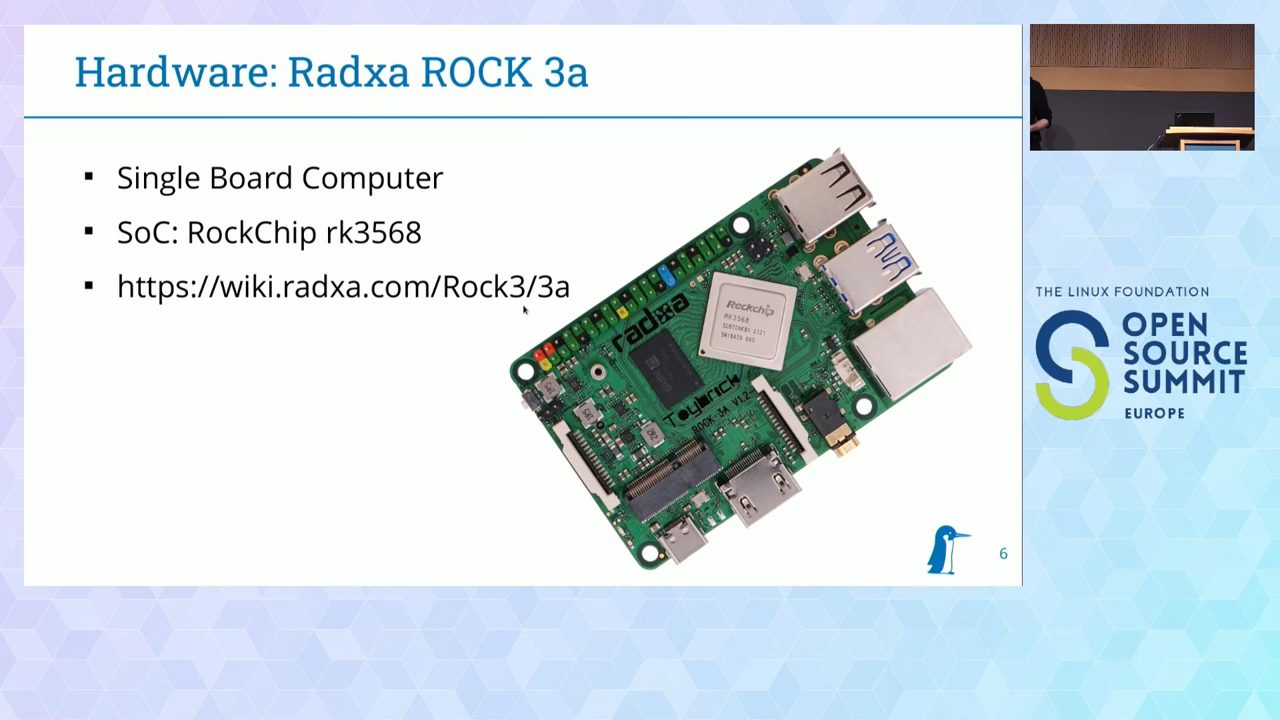 Hardware: Radxa ROCK 3a
▪ Single Board Computer
▪ SoC: RockChip rk3568
▪ https://wiki.radxa.com/Rock3/3a
radxa
Rockchip
RK3568
Toybrick
ROCK 3A V1.2
6
THE LINUX FOUNDATION
OPEN
SOURCE
SUMMIT
EUROPE